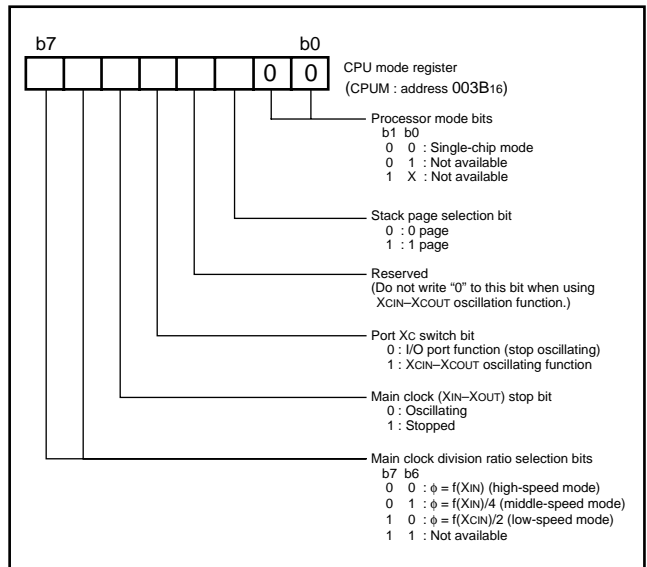 b7 b0
0 0
CPU mode register
(CPUM : address 003B16)
Processor mode bits
b1 b0
0 0 : Single-chip mode
0 1 : Not available
1 X : Not available
Stack page selection bit
0 : 0 page
1 : 1 page
Reserved
(Do not write “0” to this bit when using
XCIN–XCOUT oscillation function.)
Port XC switch bit
0 : I/O port function (stop oscillating)
1 : XCIN–XCOUT oscillating function
Main clock (XIN–XOUT) stop bit
0 : Oscillating
1 : Stopped
Main clock division ratio selection bits
b7 b6
0 0 : φ = f(XIN) (high-speed mode)
0 1 : φ = f(XIN)/4 (middle-speed mode)
1 0 : φ = f(XCIN)/2 (low-speed mode)
1 1 : Not available